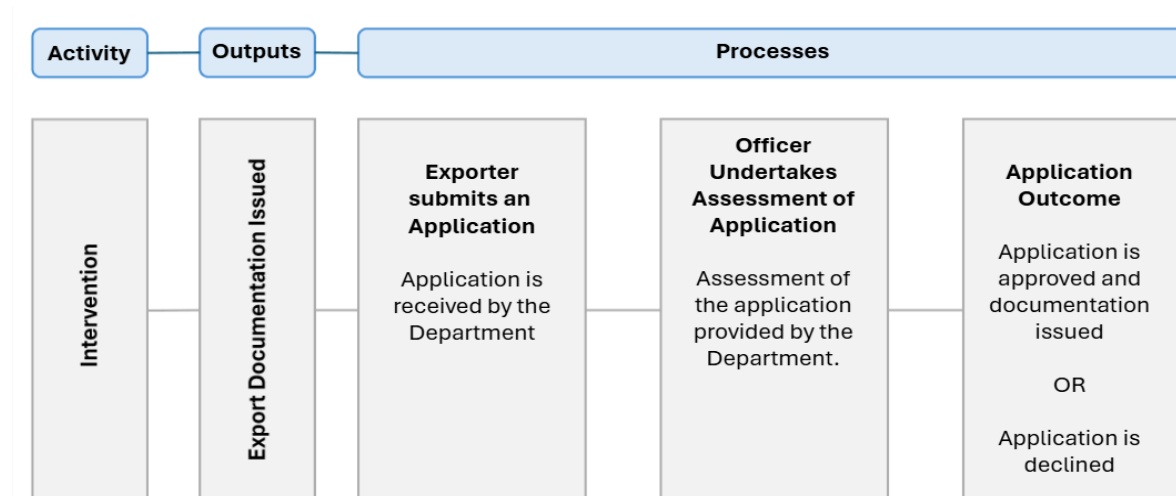 Activity
Outputs
Processes
Intervention
Export Documentation Issued
Exporter
submits an
Application
Application is
received by the
Department
Officer
Undertakes
Assessment of
Application
Assessment of
the application
provided by the
Department.
Application
Outcome
Application is
approved and
documentation
issued
OR
Application is
declined